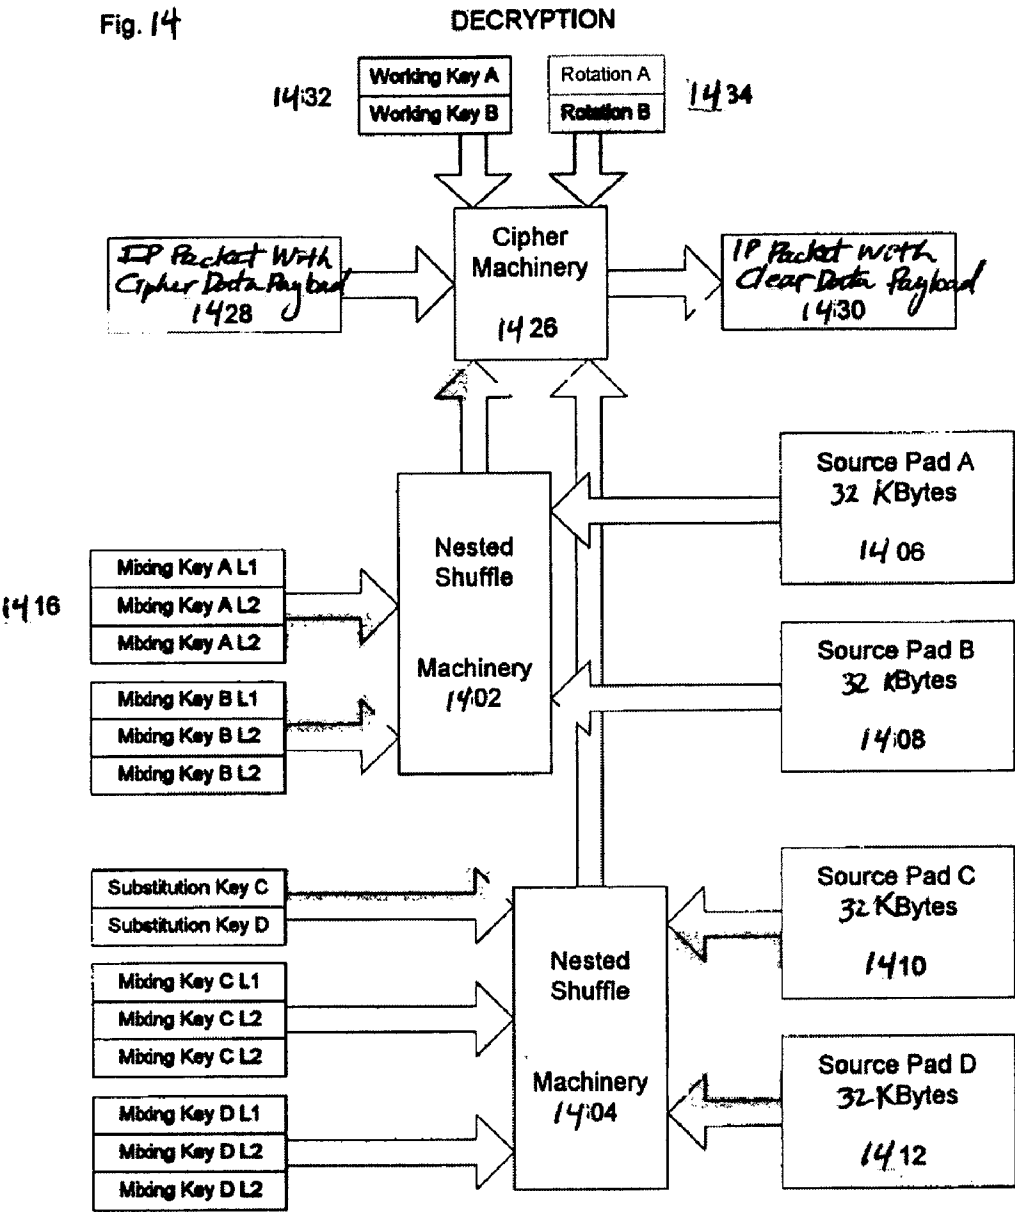 Fig. 14
DECRYPTION
1432
Working Key A
Working Key B
Rotation A
Rotation B
1434
IP Packet With
Cipher Data Payload
1428
Cipher
Machinery
1426
IP Packet With
Clear Data Payload
1430
Source Pad A
32 KBytes
1406
Nested
Shuffle
Machinery
1402
1416
Mixing Key A L1
Mixing Key A L2
Mixing Key A L2
Mixing Key B L1
Mixing Key B L2
Mixing Key B L2
Source Pad B
32 KBytes
1408
Substitution Key C
Substitution Key D
Mixing Key C L1
Mixing Key C L2
Mixing Key C L2
Mixing Key D L1
Mixing Key D L2
Mixing Key D L2
Nested
Shuffle
Machinery
1404
Source Pad C
32 KBytes
1410
Source Pad D
32 KBytes
1412